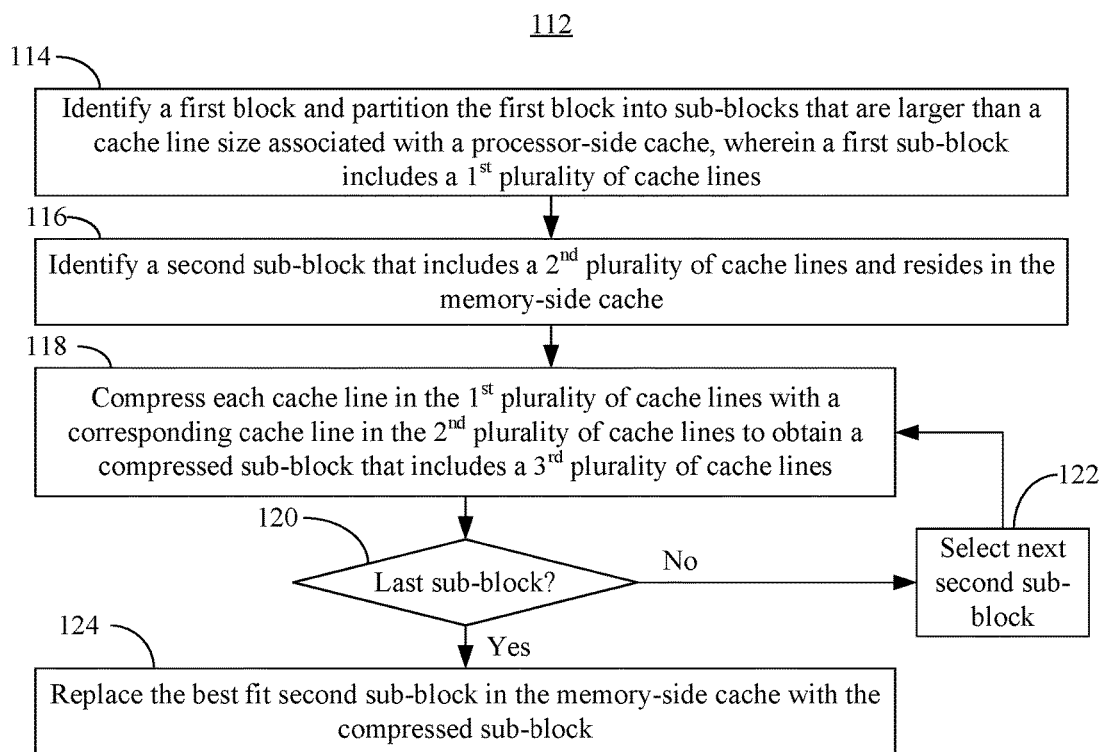 112
114
Identify a first block and partition the first block into sub-blocks that are larger than a
cache line size associated with a processor-side cache, wherein a first sub-block
includes a 1st plurality of cache lines
116
Identify a second sub-block that includes a 2nd plurality of cache lines and resides in the
memory-side cache
118
Compress each cache line in the 1st plurality of cache lines with a
corresponding cache line in the 2nd plurality of cache lines to obtain a
compressed sub-block that includes a 3rd plurality of cache lines
120
Last sub-block?
No
122
Select next
second sub-
block
Yes
124
Replace the best fit second sub-block in the memory-side cache with the
compressed sub-block